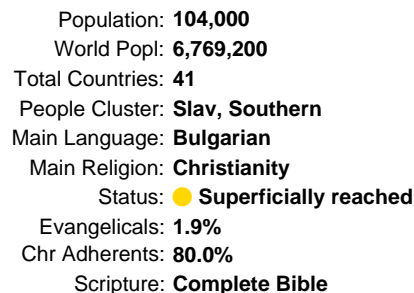 Population: 104,000
World Popl: 6,769,200
Total Countries: 41
People Cluster: Slav, Southern
Main Language: Bulgarian
Main Religion: Christianity
Status: Superficially reached
Evangelicals: 1.9%
Chr Adherents: 80.0%
Scripture: Complete Bible